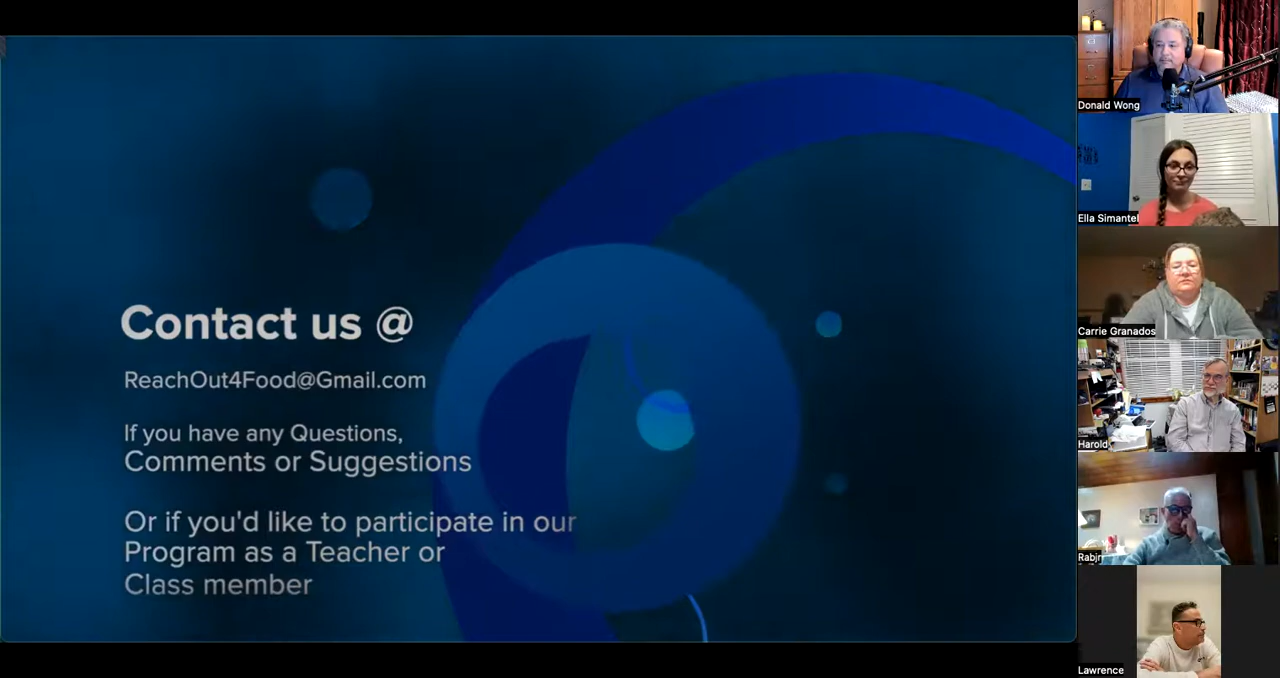 Contact us @
ReachOut4Food@Gmail.com
If you have any Questions,
Comments or Suggestions
Or if you'd like to participate in our
Program as a Teacher or
Class member
Donald Wong
Ella Simantel
Carrie Granados
Harold
Rabjr
Lawrence